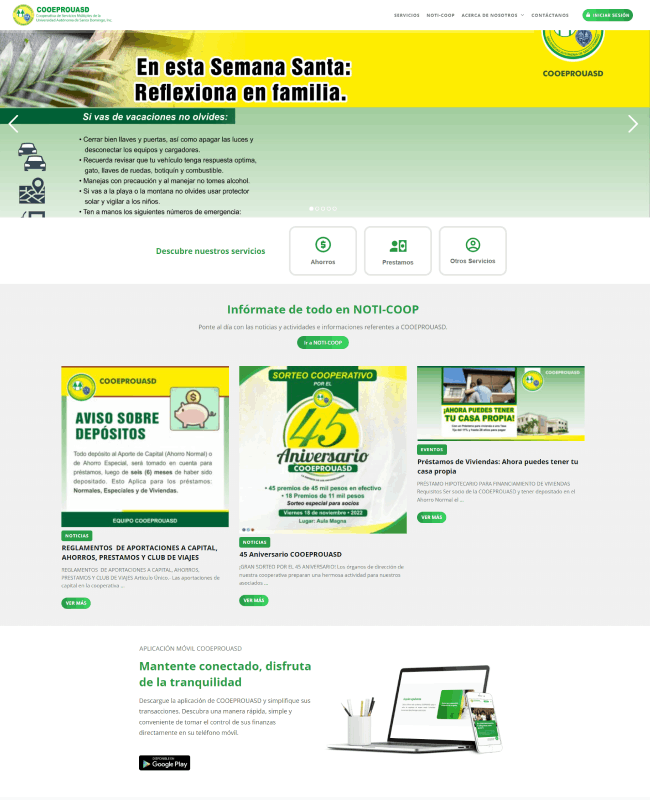 COOEPROUASD
Cooperativa de Servicios Múltiples de la
Universidad Autónoma de Santo Domingo, Inc.
SERVICIOS NOTI-COOP ACERCA DE NOSOTROS CONTÁCTANOS INICIAR SESIÓN
COOEPROUASD
En esta Semana Santa:
Reflexiona en familia.
Si vas de vacaciones no olvides:
• Cerrar bien llaves y puertas, así como apagar las luces y
desconectar los equipos y cargadores.
• Recuerda revisar que tu vehículo tenga respuesta optima,
gato, llaves de ruedas, botiquín y combustible.
• Manejas con precaución y al manejar no tomes alcohol.
• Si vas a la playa o la montana no olvides usar protector
solar y vigilar a los niños.
• Ten a manos los siguientes números de emergencia:
Descubre nuestros servicios
Ahorros
Prestamos
Otros Servicios
Infórmate de todo en NOTI-COOP
Ponte al día con las noticias y actividades e informaciones referentes a COOEPROUASD.
Ir a NOTI-COOP
COOEPROUASD
AVISO SOBRE
DEPÓSITOS
Todo depósito al Aporte de Capital (Ahorro Normal) o
de Ahorro Especial, será tomado en cuenta para
préstamos, luego de seis (6) meses de haber sido
depositado. Esto Aplica para los préstamos:
Normales, Especiales y de Viviendas.
EQUIPO COOEPROUASD
NOTICIAS
REGLAMENTOS DE APORTACIONES A CAPITAL,
AHORROS, PRESTAMOS Y CLUB DE VIAJES
REGLAMENTOS DE APORTACIONES A CAPITAL, AHORROS,
PRESTAMOS Y CLUB DE VIAJES Artículo Único.- Las aportaciones de
capital en la cooperativa ...
VER MÁS
SORTEO COOPERATIVO
POR EL
45
Aniversario
COOEPROUASD
• 45 premios de 45 mil pesos en efectivo
• 18 Premios de 11 mil pesos
Sorteo especial para socios
Viernes 18 de noviembre • 2022
Lugar: Aula Magna
NOTICIAS
45 Aniversario COOEPROUASD
¡GRAN SORTEO POR EL 45 ANIVERSARIO! Los órganos de dirección de
nuestra cooperativa preparan una hermosa actividad para nuestros
asociados ...
VER MÁS
COOEPROUASD
¡AHORA PUEDES TENER
TU CASA PROPIA!
EVENTOS
Préstamos de Viviendas: Ahora puedes tener tu
casa propia
PRÉSTAMO HIPOTECARIO PARA FINANCIAMIENTO DE VIVIENDAS
Requisitos Ser socio de la COOEPROUASD y tener depositado en el
Ahorro Normal el ...
VER MÁS
APLICACIÓN MÓVIL COOEPROUASD
Mantente conectado, disfruta
de la tranquilidad
Descargue la aplicación de COOEPROUASD y simplifique sus
transacciones. Descubra una manera rápida, simple y
conveniente de tomar el control de sus finanzas
directamente en su teléfono móvil.
DISPONIBLE EN
Google Play